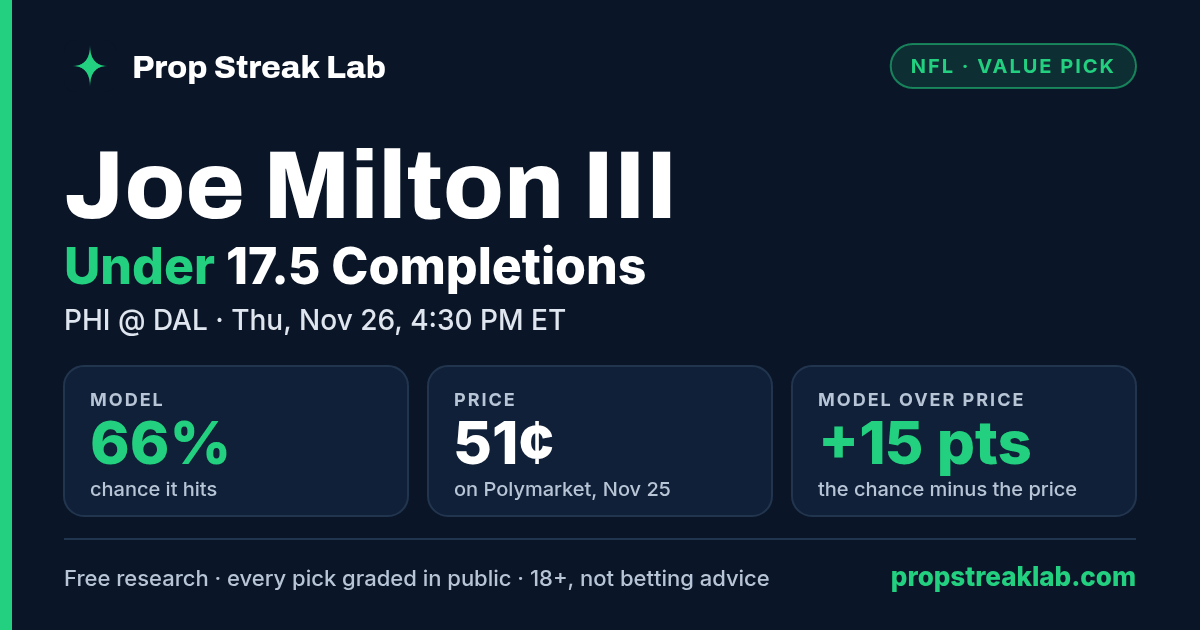 Prop Streak Lab
NFL · VALUE PICK
Joe Milton III
Under 17.5 Completions
PHI @ DAL · Thu, Nov 26, 4:30 PM ET
MODEL
66%
chance it hits
PRICE
51¢
on Polymarket, Nov 25
MODEL OVER PRICE
+15 pts
the chance minus the price
Free research · every pick graded in public · 18+, not betting advice
propstreaklab.com